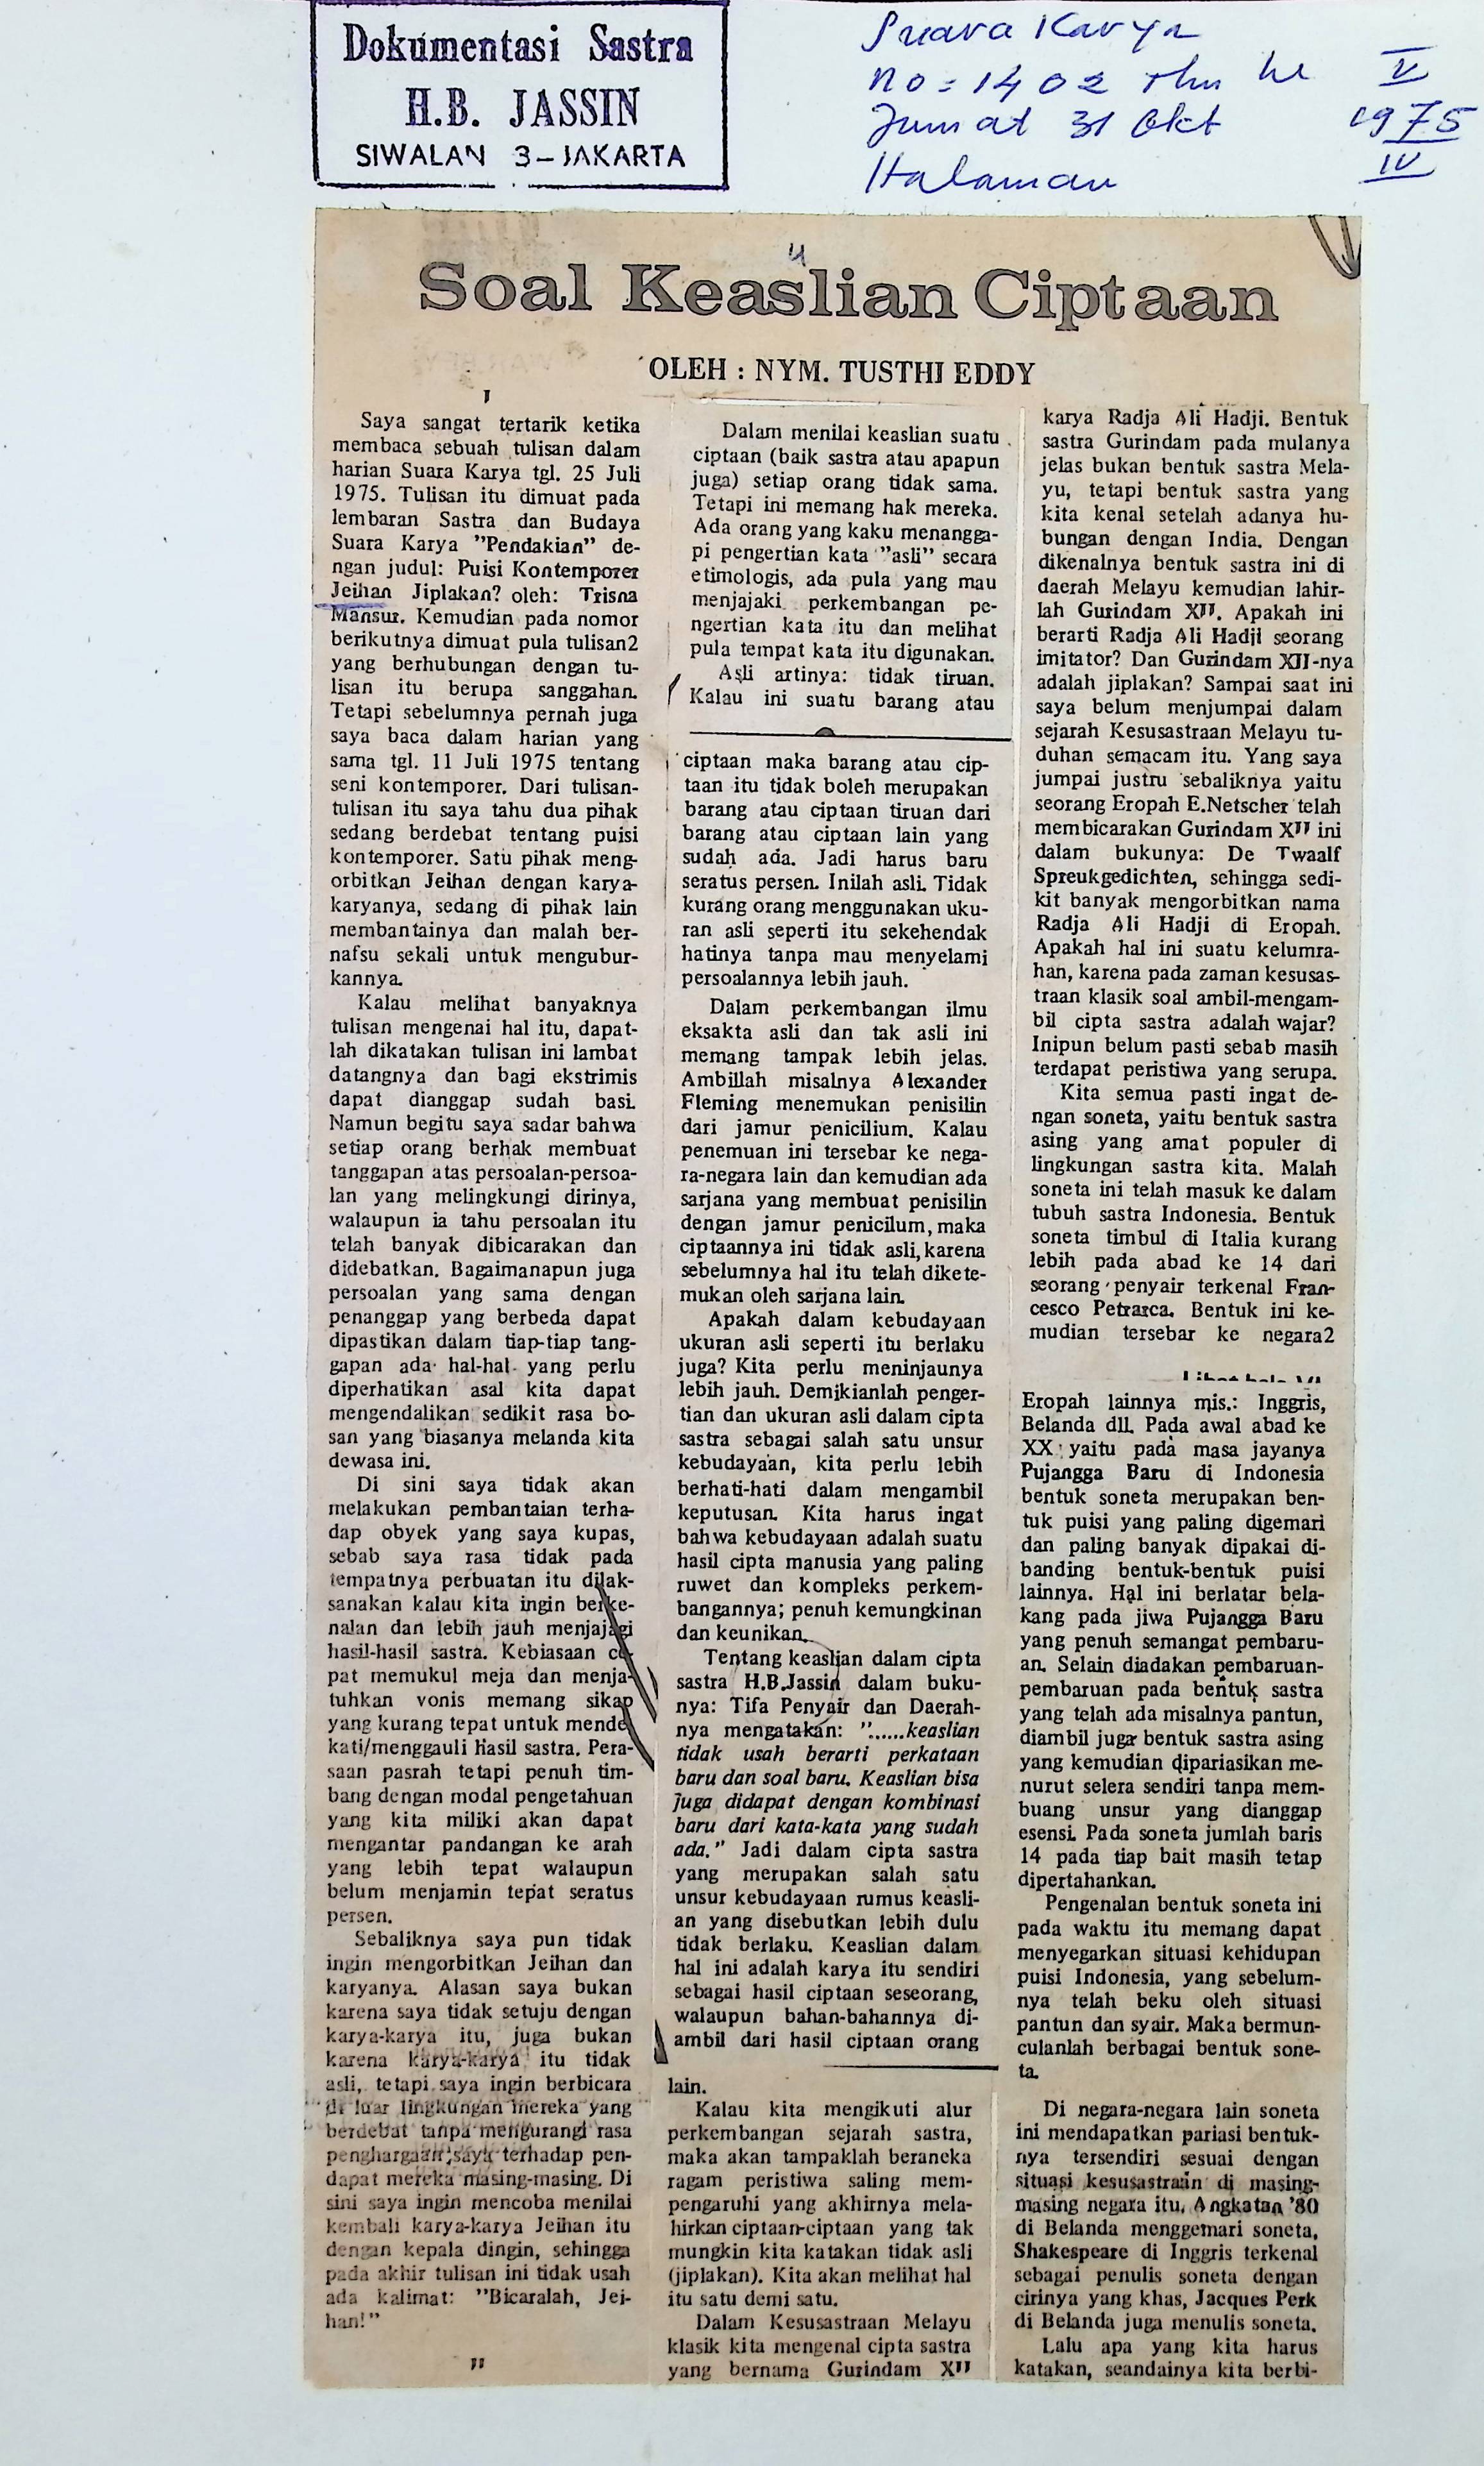 Dokumentasi Sastra
H.B. JASSIN
SIWALAN 3-JAKARTA
Suara Karya
no = 1402 thn ke V
Jumat 31 Okt 1975
Halaman IV
Soal Keaslian Ciptaan
OLEH : NYM. TUSTHI EDDY
I
Saya sangat tertarik ketika
membaca sebuah tulisan dalam
harian Suara Karya tgl. 25 Juli
1975. Tulisan itu dimuat pada
lembaran Sastra dan Budaya
Suara Karya "Pendakian" de-
ngan judul: Puisi Kontemporer
Jeihan Jiplakan? oleh: Trisna
Mansur. Kemudian pada nomor
berikutnya dimuat pula tulisan2
yang berhubungan dengan tu-
lisan itu berupa sanggahan.
Tetapi sebelumnya pernah juga
saya baca dalam harian yang
sama tgl. 11 Juli 1975 tentang
seni kontemporer. Dari tulisan-
tulisan itu saya tahu dua pihak
sedang berdebat tentang puisi
kontemporer. Satu pihak meng-
orbitkan Jeihan dengan karya-
karyanya, sedang di pihak lain
membantainya dan malah ber-
nafsu sekali untuk mengubur-
kannya.
Kalau melihat banyaknya
tulisan mengenai hal itu, dapat-
lah dikatakan tulisan ini lambat
datangnya dan bagi ekstrimis
dapat dianggap sudah basi.
Namun begitu saya sadar bahwa
setiap orang berhak membuat
tanggapan atas persoalan-persoa-
lan yang melingkungi dirinya,
walaupun ia tahu persoalan itu
telah banyak dibicarakan dan
didebatkan. Bagaimanapun juga
persoalan yang sama dengan
penanggap yang berbeda dapat
dipastikan dalam tiap-tiap tang-
gapan ada hal-hal yang perlu
diperhatikan asal kita dapat
mengendalikan sedikit rasa bo-
san yang biasanya melanda kita
dewasa ini.
Di sini saya tidak akan
melakukan pembantaian terha-
dap obyek yang saya kupas,
sebab saya rasa tidak pada
tempatnya perbuatan itu dilak-
sanakan kalau kita ingin berke-
nalan dan lebih jauh menjajagi
hasil-hasil sastra. Kebiasaan ce-
pat memukul meja dan menja-
tuhkan vonis memang sikap
yang kurang tepat untuk mende-
kati/menggauli hasil sastra. Pera-
saan pasrah tetapi penuh tim-
bang dengan modal pengetahuan
yang kita miliki akan dapat
mengantar pandangan ke arah
yang lebih tepat walaupun
belum menjamin tepat seratus
persen.
Sebaliknya saya pun tidak
ingin mengorbitkan Jeihan dan
karyanya. Alasan saya bukan
karena saya tidak setuju dengan
karya-karya itu, juga bukan
karena karya-karya itu tidak
asli, tetapi saya ingin berbicara
di luar lingkungan mereka yang
berdebat tanpa mengurangi rasa
penghargaan saya terhadap pen-
dapat mereka masing-masing. Di
sini saya ingin mencoba menilai
kembali karya-karya Jeihan itu
dengan kepala dingin, sehingga
pada akhir tulisan ini tidak usah
ada kalimat: "Bicaralah, Jei-
han!"
II
Dalam menilai keaslian suatu
ciptaan (baik sastra atau apapun
juga) setiap orang tidak sama.
Tetapi ini memang hak mereka.
Ada orang yang kaku menangga-
pi pengertian kata "asli" secara
etimologis, ada pula yang mau
menjajaki perkembangan pe-
ngertian kata itu dan melihat
pula tempat kata itu digunakan.
Asli artinya: tidak tiruan.
Kalau ini suatu barang atau
ciptaan maka barang atau cip-
taan itu tidak boleh merupakan
barang atau ciptaan tiruan dari
barang atau ciptaan lain yang
sudah ada. Jadi harus baru
seratus persen. Inilah asli. Tidak
kurang orang menggunakan uku-
ran asli seperti itu sekehendak
hatinya tanpa mau menyelami
persoalannya lebih jauh.
Dalam perkembangan ilmu
eksakta asli dan tak asli ini
memang tampak lebih jelas.
Ambillah misalnya Alexander
Fleming menemukan penisilin
dari jamur penicilium. Kalau
penemuan ini tersebar ke nega-
ra-negara lain dan kemudian ada
sarjana yang membuat penisilin
dengan jamur penicilum, maka
ciptaannya ini tidak asli, karena
sebelumnya hal itu telah dikete-
mukan oleh sarjana lain.
Apakah dalam kebudayaan
ukuran asli seperti itu berlaku
juga? Kita perlu meninjaunya
lebih jauh. Demikianlah penger-
tian dan ukuran asli dalam cipta
sastra sebagai salah satu unsur
kebudayaan, kita perlu lebih
berhati-hati dalam mengambil
keputusan. Kita harus ingat
bahwa kebudayaan adalah suatu
hasil cipta manusia yang paling
ruwet dan kompleks perkem-
bangannya; penuh kemungkinan
dan keunikan.
Tentang keaslian dalam cipta
sastra H.B.Jassin dalam buku-
nya: Tifa Penyair dan Daerah-
nya mengatakan: "......keaslian
tidak usah berarti perkataan
baru dan soal baru. Keaslian bisa
juga didapat dengan kombinasi
baru dari kata-kata yang sudah
ada." Jadi dalam cipta sastra
yang merupakan salah satu
unsur kebudayaan rumus keasli-
an yang disebutkan lebih dulu
tidak berlaku. Keaslian dalam
hal ini adalah karya itu sendiri
sebagai hasil ciptaan seseorang,
walaupun bahan-bahannya di-
ambil dari hasil ciptaan orang
lain.
Kalau kita mengikuti alur
perkembangan sejarah sastra,
maka akan tampaklah beraneka
ragam peristiwa saling mem-
pengaruhi yang akhirnya mela-
hirkan ciptaan-ciptaan yang tak
mungkin kita katakan tidak asli
(jiplakan). Kita akan melihat hal
itu satu demi satu.
Dalam Kesusastraan Melayu
klasik kita mengenal cipta sastra
yang bernama Gurindam XII
karya Radja Ali Hadji. Bentuk
sastra Gurindam pada mulanya
jelas bukan bentuk sastra Mela-
yu, tetapi bentuk sastra yang
kita kenal setelah adanya hu-
bungan dengan India. Dengan
dikenalnya bentuk sastra ini di
daerah Melayu kemudian lahir-
lah Gurindam XII. Apakah ini
berarti Radja Ali Hadji seorang
imitator? Dan Gurindam XII-nya
adalah jiplakan? Sampai saat ini
saya belum menjumpai dalam
sejarah Kesusastraan Melayu tu-
duhan semacam itu. Yang saya
jumpai justru sebaliknya yaitu
seorang Eropah E.Netscher telah
membicarakan Gurindam XII ini
dalam bukunya: De Twaalf
Spreukgedichten, sehingga sedi-
kit banyak mengorbitkan nama
Radja Ali Hadji di Eropah.
Apakah hal ini suatu kelumra-
han, karena pada zaman kesusas-
traan klasik soal ambil-mengam-
bil cipta sastra adalah wajar?
Inipun belum pasti sebab masih
terdapat peristiwa yang serupa.
Kita semua pasti ingat de-
ngan soneta, yaitu bentuk sastra
asing yang amat populer di
lingkungan sastra kita. Malah
soneta ini telah masuk ke dalam
tubuh sastra Indonesia. Bentuk
soneta timbul di Italia kurang
lebih pada abad ke 14 dari
seorang penyair terkenal Fran-
cesco Petrarca. Bentuk ini ke-
mudian tersebar ke negara2
Eropah lainnya mis.: Inggris,
Belanda dll. Pada awal abad ke
XX yaitu pada masa jayanya
Pujangga Baru di Indonesia
bentuk soneta merupakan ben-
tuk puisi yang paling digemari
dan paling banyak dipakai di-
banding bentuk-bentuk puisi
lainnya. Hal ini berlatar bela-
kang pada jiwa Pujangga Baru
yang penuh semangat pembaru-
an. Selain diadakan pembaruan-
pembaruan pada bentuk sastra
yang telah ada misalnya pantun,
diambil juga bentuk sastra asing
yang kemudian dipariasikan me-
nurut selera sendiri tanpa mem-
buang unsur yang dianggap
esensi. Pada soneta jumlah baris
14 pada tiap bait masih tetap
dipertahankan.
Pengenalan bentuk soneta ini
pada waktu itu memang dapat
menyegarkan situasi kehidupan
puisi Indonesia, yang sebelum-
nya telah beku oleh situasi
pantun dan syair. Maka bermun-
culanlah berbagai bentuk sone-
ta.
Di negara-negara lain soneta
ini mendapatkan pariasi bentuk-
nya tersendiri sesuai dengan
situasi kesusastraan di masing-
masing negara itu. Angkatan '80
di Belanda menggemari soneta,
Shakespeare di Inggris terkenal
sebagai penulis soneta dengan
cirinya yang khas, Jacques Perk
di Belanda juga menulis soneta.
Lalu apa yang kita harus
katakan, seandainya kita berbi-